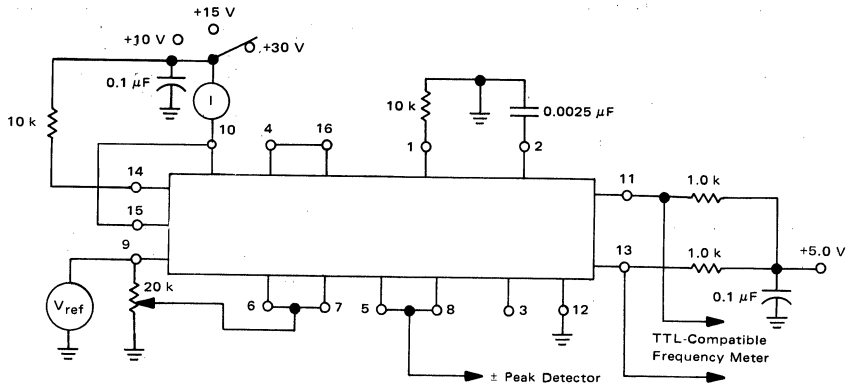 +15 V
+10 V
+30 V
0.1 µF
I
10 k
10
4
16
10 k
0.0025 µF
1
2
14
11
1.0 k
15
9
13
1.0 k
+5.0 V
20 k
Vref
6
7
5
8
3
12
0.1 µF
TTL-Compatible
Frequency Meter
± Peak Detector